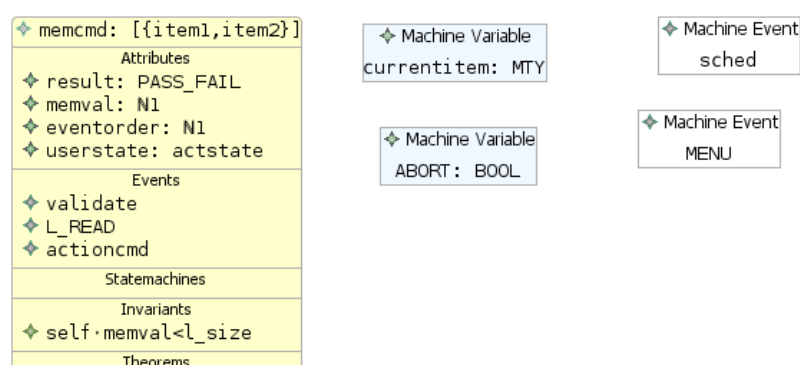 memcmd: [{item1,item2}]
Attributes
result: PASS_FAIL
memval: ℕ1
eventorder: ℕ1
userstate: actstate
Events
validate
L_READ
actioncmd
Statemachines
Invariants
self·memval<l_size
Theorems
Machine Variable
currentitem: MTY
Machine Variable
ABORT: BOOL
Machine Event
sched
Machine Event
MENU